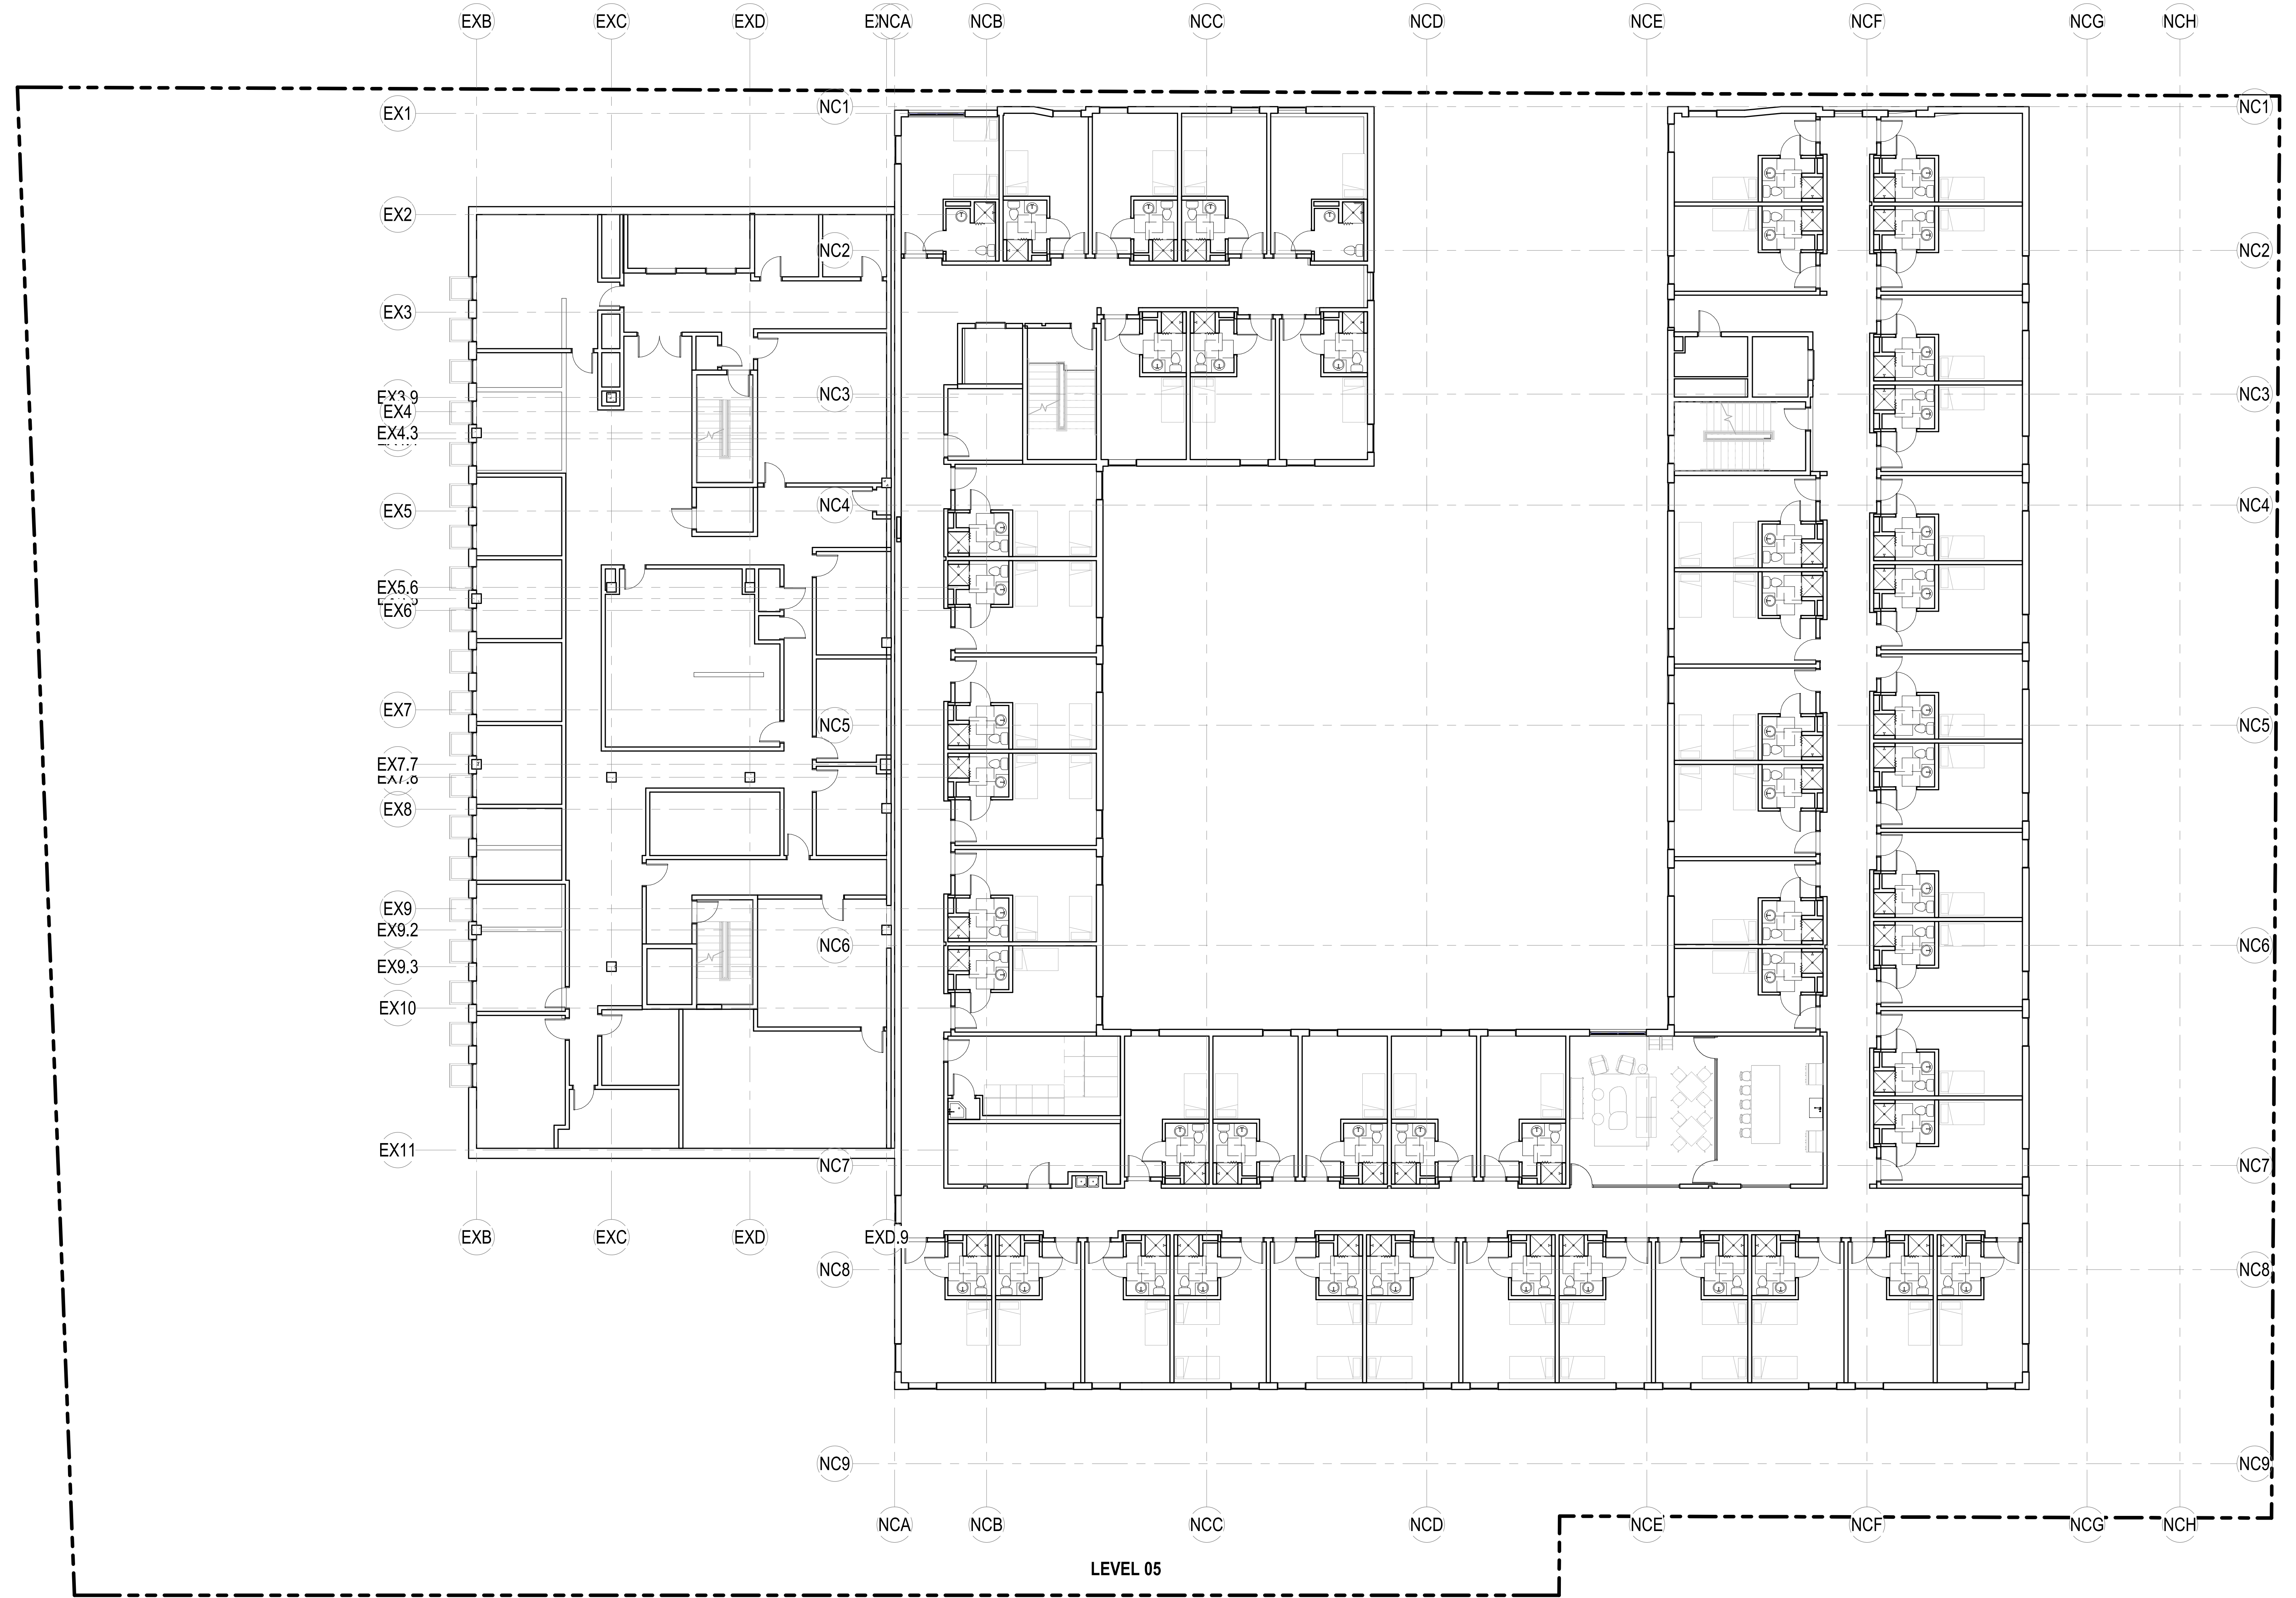 EXB EXC EXD NCA NCB NCC NCD NCE NCF NCG NCH
NC1 NC1
EX1
EX2
NC2 NC2
EX3
NC3 NC3
EX3.9
EX4
EX4.3
NC4 NC4
EX5
EX5.6
EX6
EX7
NC5 NC5
EX7.7
EX7.8
EX8
EX9
EX9.2
NC6 NC6
EX9.3
EX10
EX11
NC7 NC7
EXB EXC EXD EXD.9
NC8 NC8
NC9 NC9
NCA NCB NCC NCD NCE NCF NCG NCH
LEVEL 05